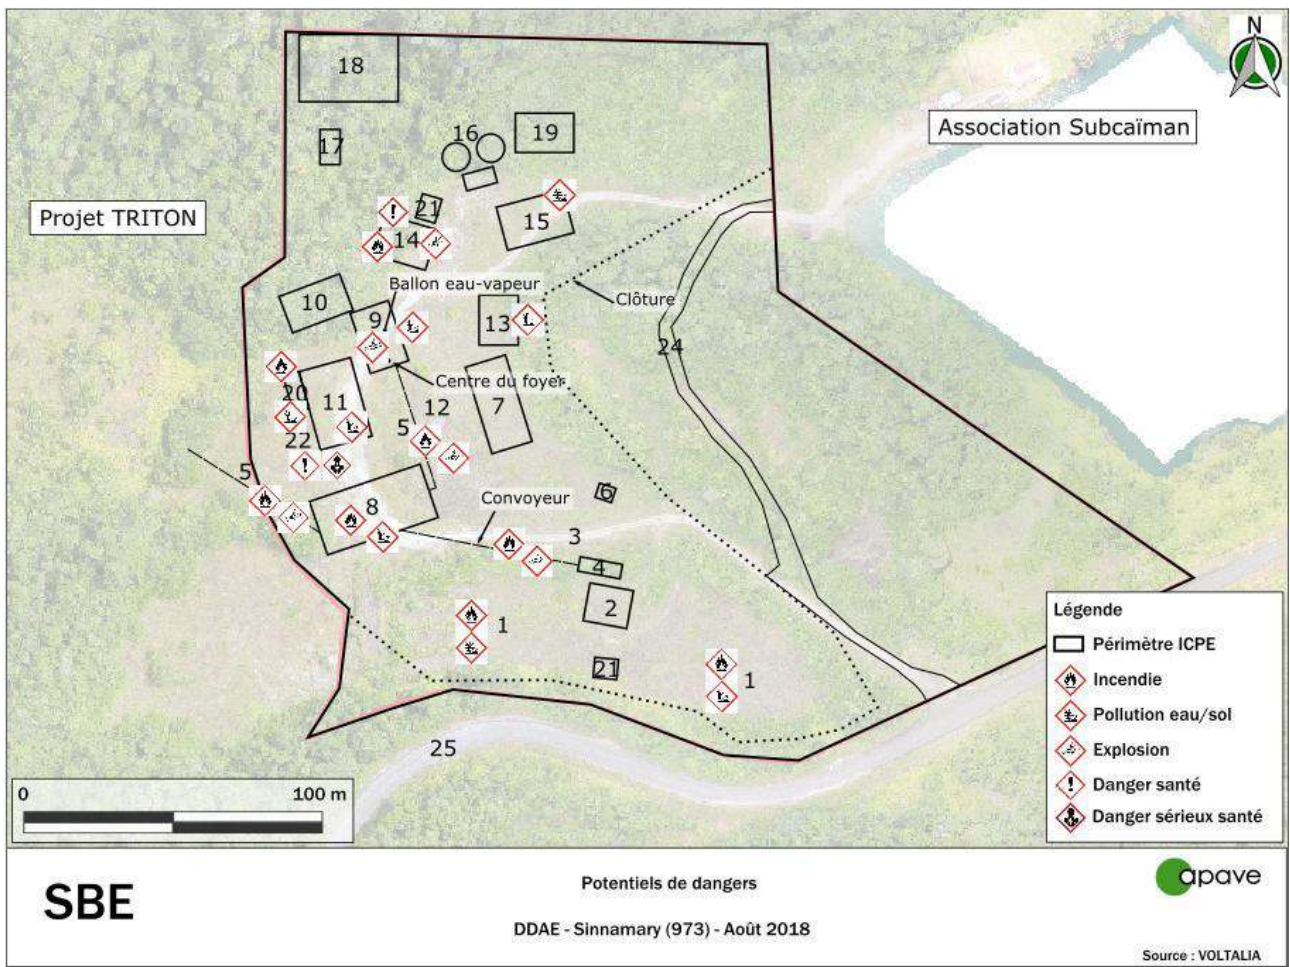 N
18
17
16
19
Association Subcaïman
Projet TRITON
21
14
15
Ballon eau-vapeur
10
9
13
Clôture
24
Centre du foyer
20
11
12
7
5
22
5
8
6
Convoyeur
3
4
2
1
21
1
25
Légende
Périmètre ICPE
Incendie
Pollution eau/sol
Explosion
Danger santé
Danger sérieux santé
0 100 m
SBE
Potentiels de dangers
DDAE - Sinnamary (973) - Août 2018
apave
Source : VOLTALIA